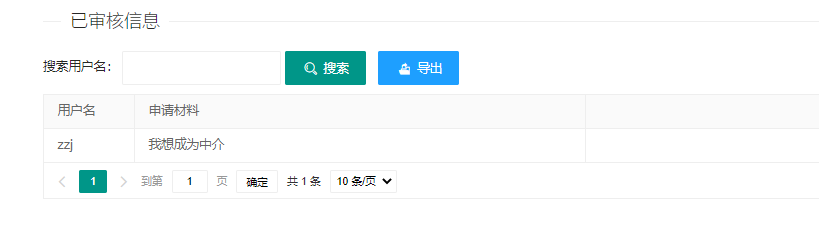 已审核信息
搜索用户名： 搜索 导出
用户名 申请材料
zzj 我想成为中介
1 到第 1 页 确定 共 1 条 10 条/页